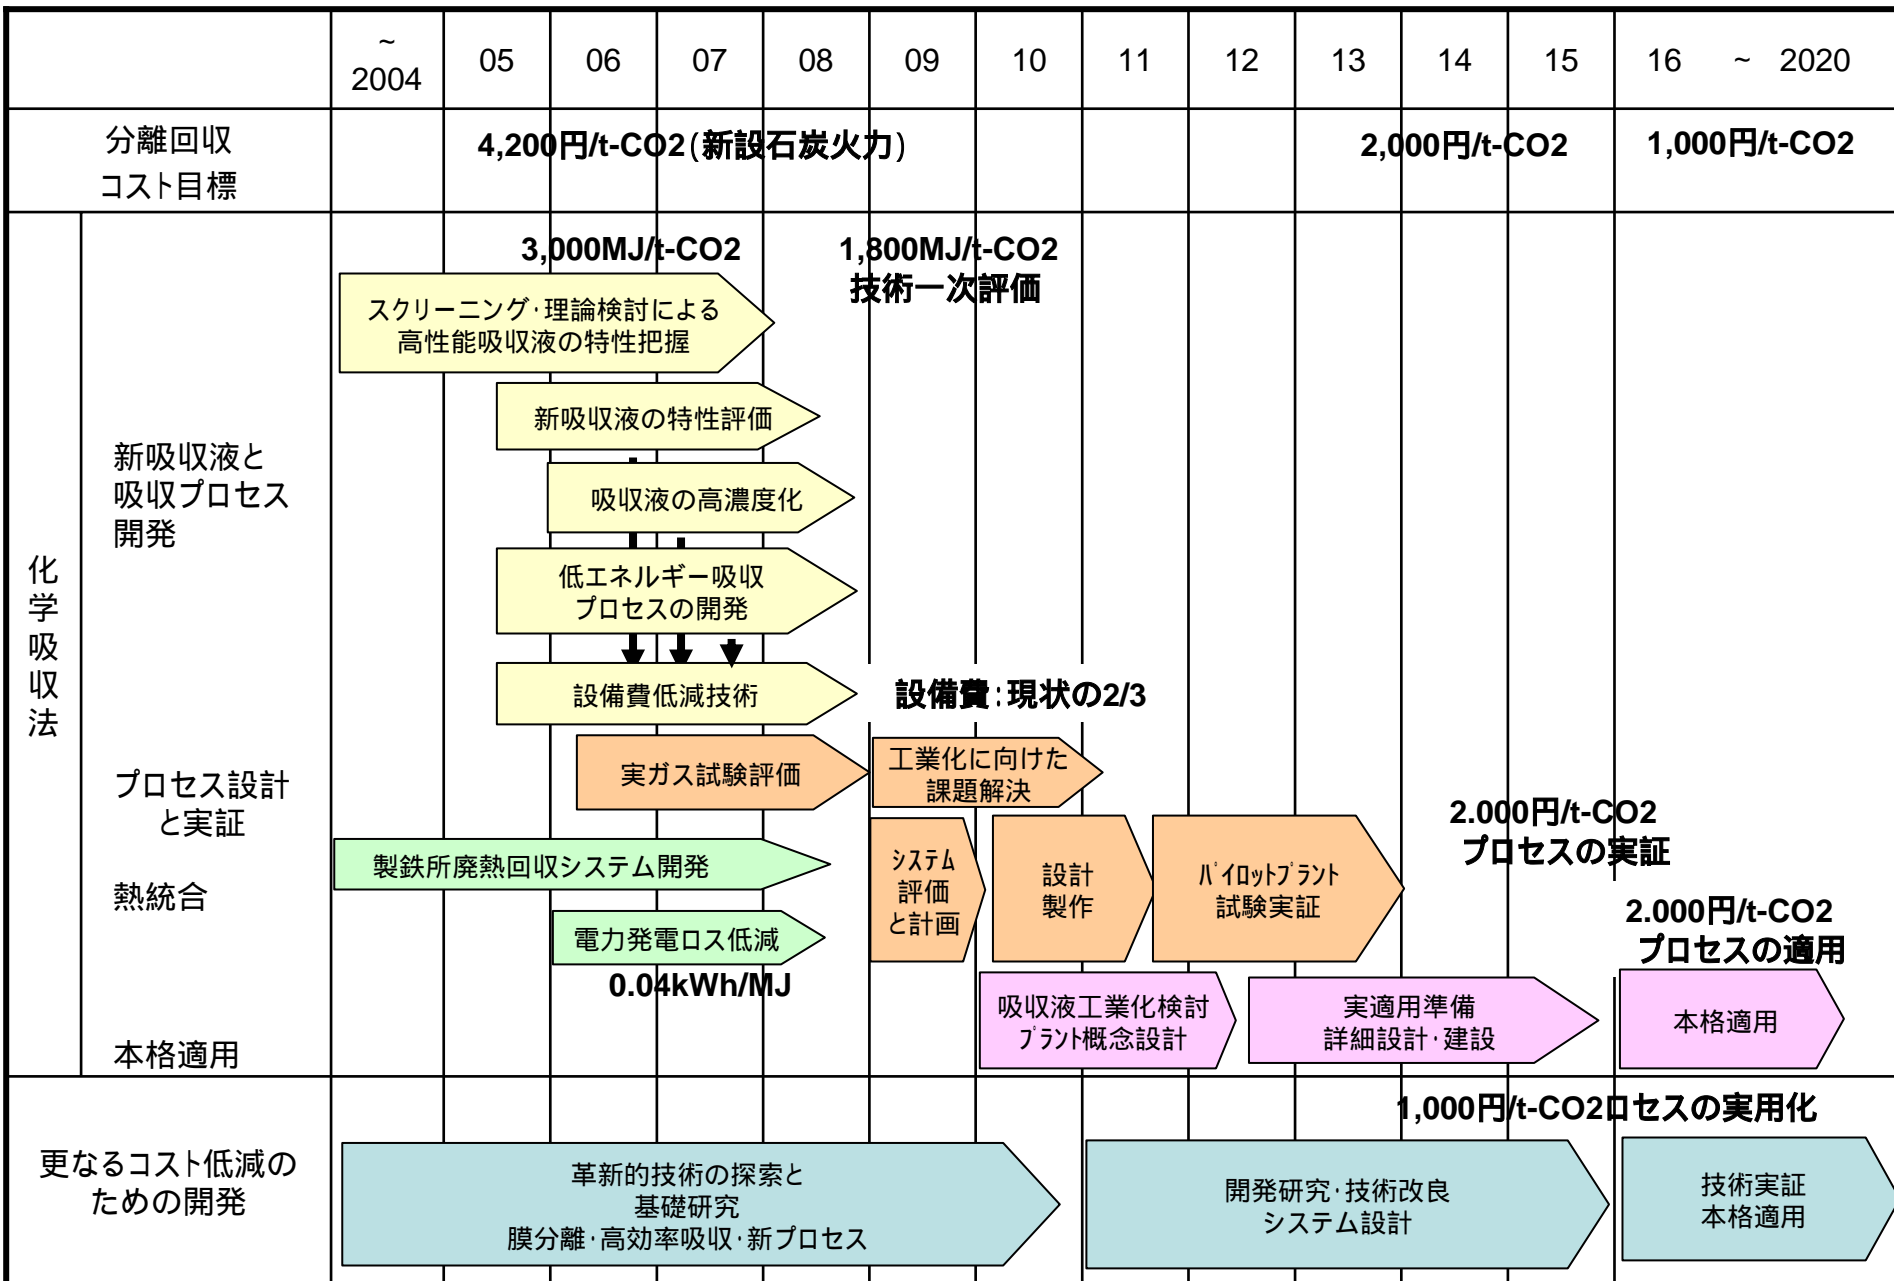 ~
2004
05
06
07
08
09
10
11
12
13
14
15
16 ~ 2020
分離回収
コスト目標
4,200円/t-CO2(新設石炭火力)
2,000円/t-CO2
1,000円/t-CO2
化学吸収法
新吸収液と
吸収プロセス
開発
3,000MJ/t-CO2
1,800MJ/t-CO2
技術一次評価
スクリーニング・理論検討による
高性能吸収液の特性把握
新吸収液の特性評価
吸収液の高濃度化
低エネルギー吸収
プロセスの開発
設備費低減技術
設備費:現状の2/3
プロセス設計
と実証
実ガス試験評価
工業化に向けた
課題解決
システム
評価
と計画
設計
製作
パイロットプラント
試験実証
2.000円/t-CO2
プロセスの実証
熱統合
製鉄所廃熱回収システム開発
電力発電ロス低減
0.04kWh/MJ
2.000円/t-CO2
プロセスの適用
本格適用
吸収液工業化検討
プラント概念設計
実適用準備
詳細設計・建設
本格適用
更なるコスト低減の
ための開発
1,000円/t-CO2ロセスの実用化
革新的技術の探索と
基礎研究
膜分離・高効率吸収・新プロセス
開発研究・技術改良
システム設計
技術実証
本格適用